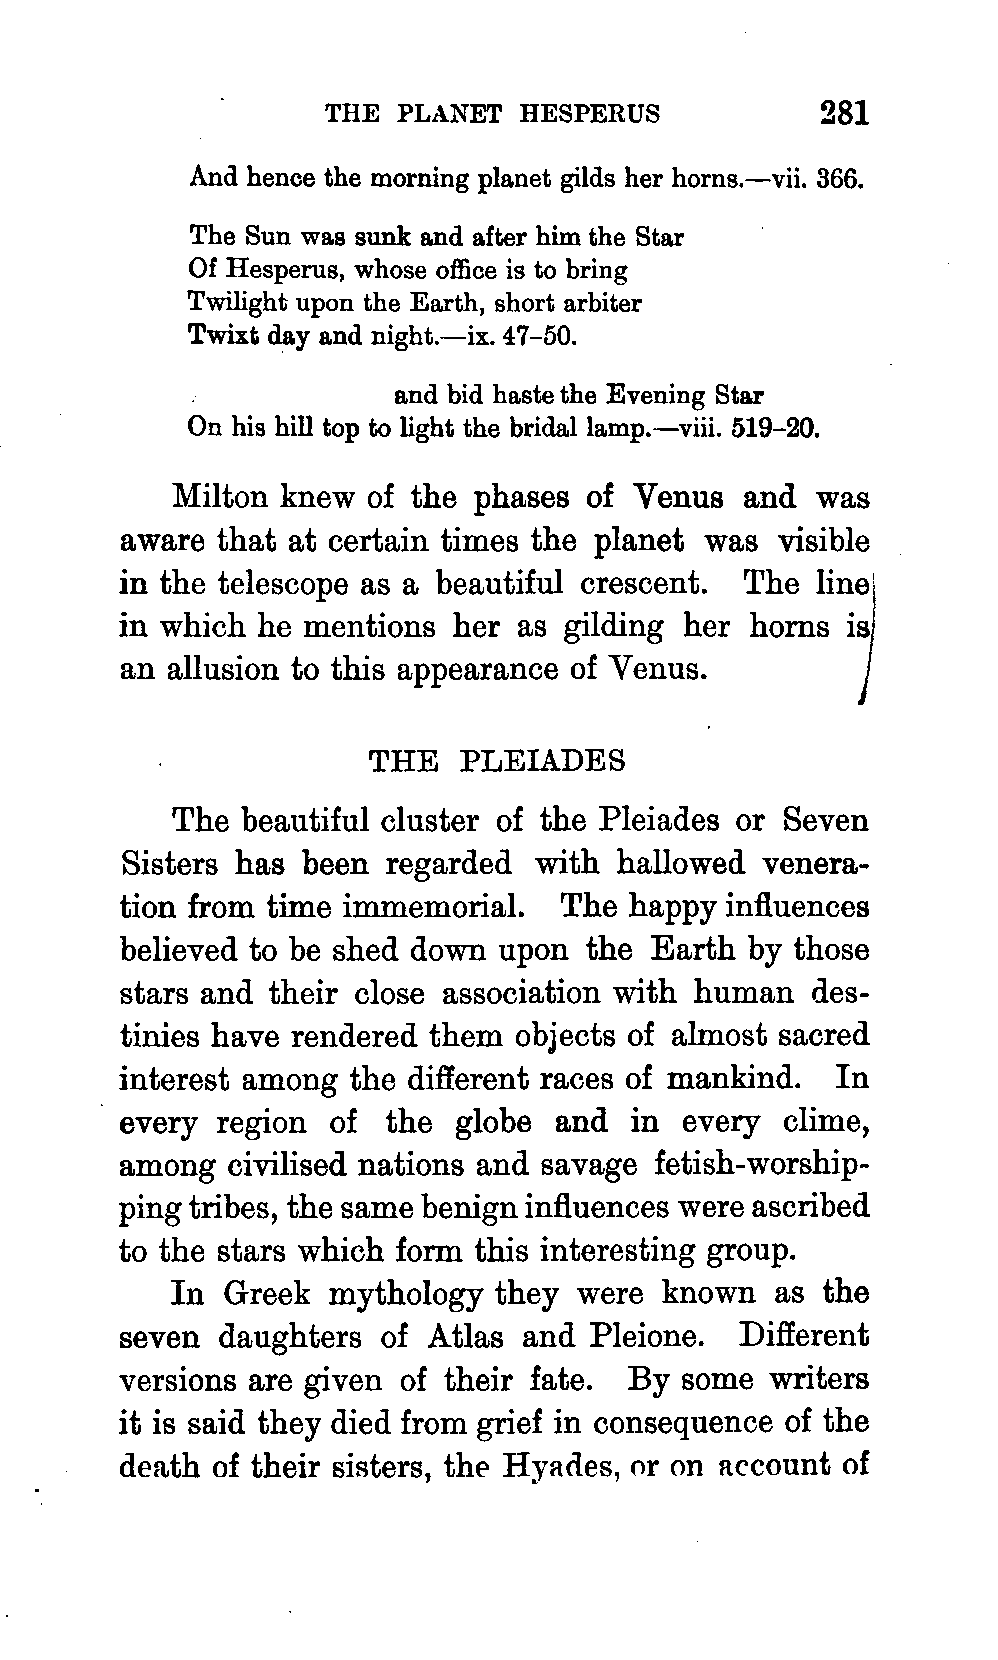 THE PLANET HESPERUS 281
And hence the morning planet gilds her horns.—vii. 366.
The Sun was sunk and after him the Star
Of Hesperus, whose office is to bring
Twilight upon the Earth, short arbiter
Twixt day and night.—ix. 47–50.
and bid haste the Evening Star
On his hill top to light the bridal lamp.—viii. 519–20.
Milton knew of the phases of Venus and was
aware that at certain times the planet was visible
in the telescope as a beautiful crescent. The line
in which he mentions her as gilding her horns is
an allusion to this appearance of Venus.
THE PLEIADES
The beautiful cluster of the Pleiades or Seven
Sisters has been regarded with hallowed venera-
tion from time immemorial. The happy influences
believed to be shed down upon the Earth by those
stars and their close association with human des-
tinies have rendered them objects of almost sacred
interest among the different races of mankind. In
every region of the globe and in every clime,
among civilised nations and savage fetish-worship-
ping tribes, the same benign influences were ascribed
to the stars which form this interesting group.
In Greek mythology they were known as the
seven daughters of Atlas and Pleione. Different
versions are given of their fate. By some writers
it is said they died from grief in consequence of the
death of their sisters, the Hyades, or on account of